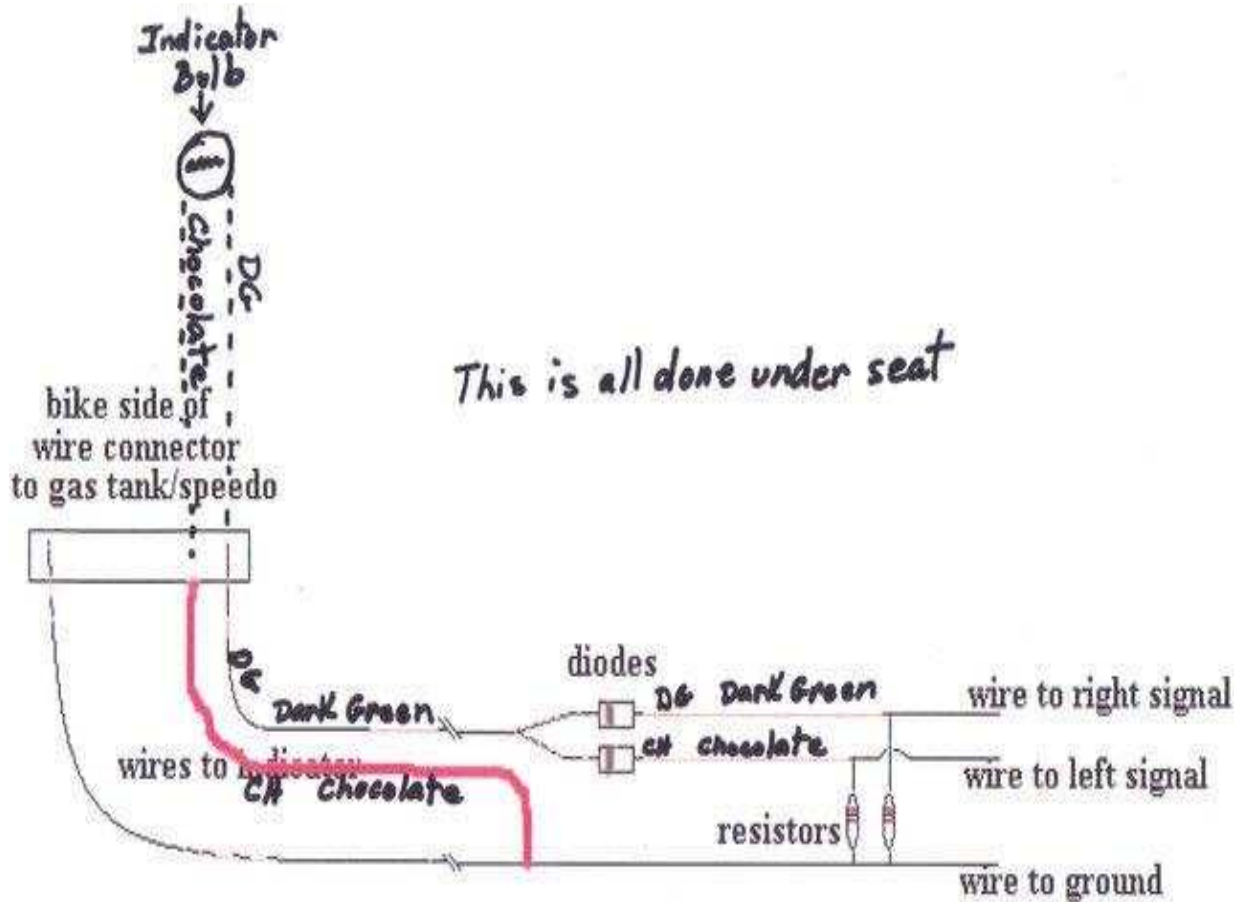 Indicator
Bulb
Chocolate
DG
This is all done under seat
bike side of
wire connector
to gas tank/speedo
diodes
DG
Dark Green
DG Dark Green
wire to right signal
CH Chocolate
wires to indicator
CH Chocolate
wire to left signal
resistors
wire to ground